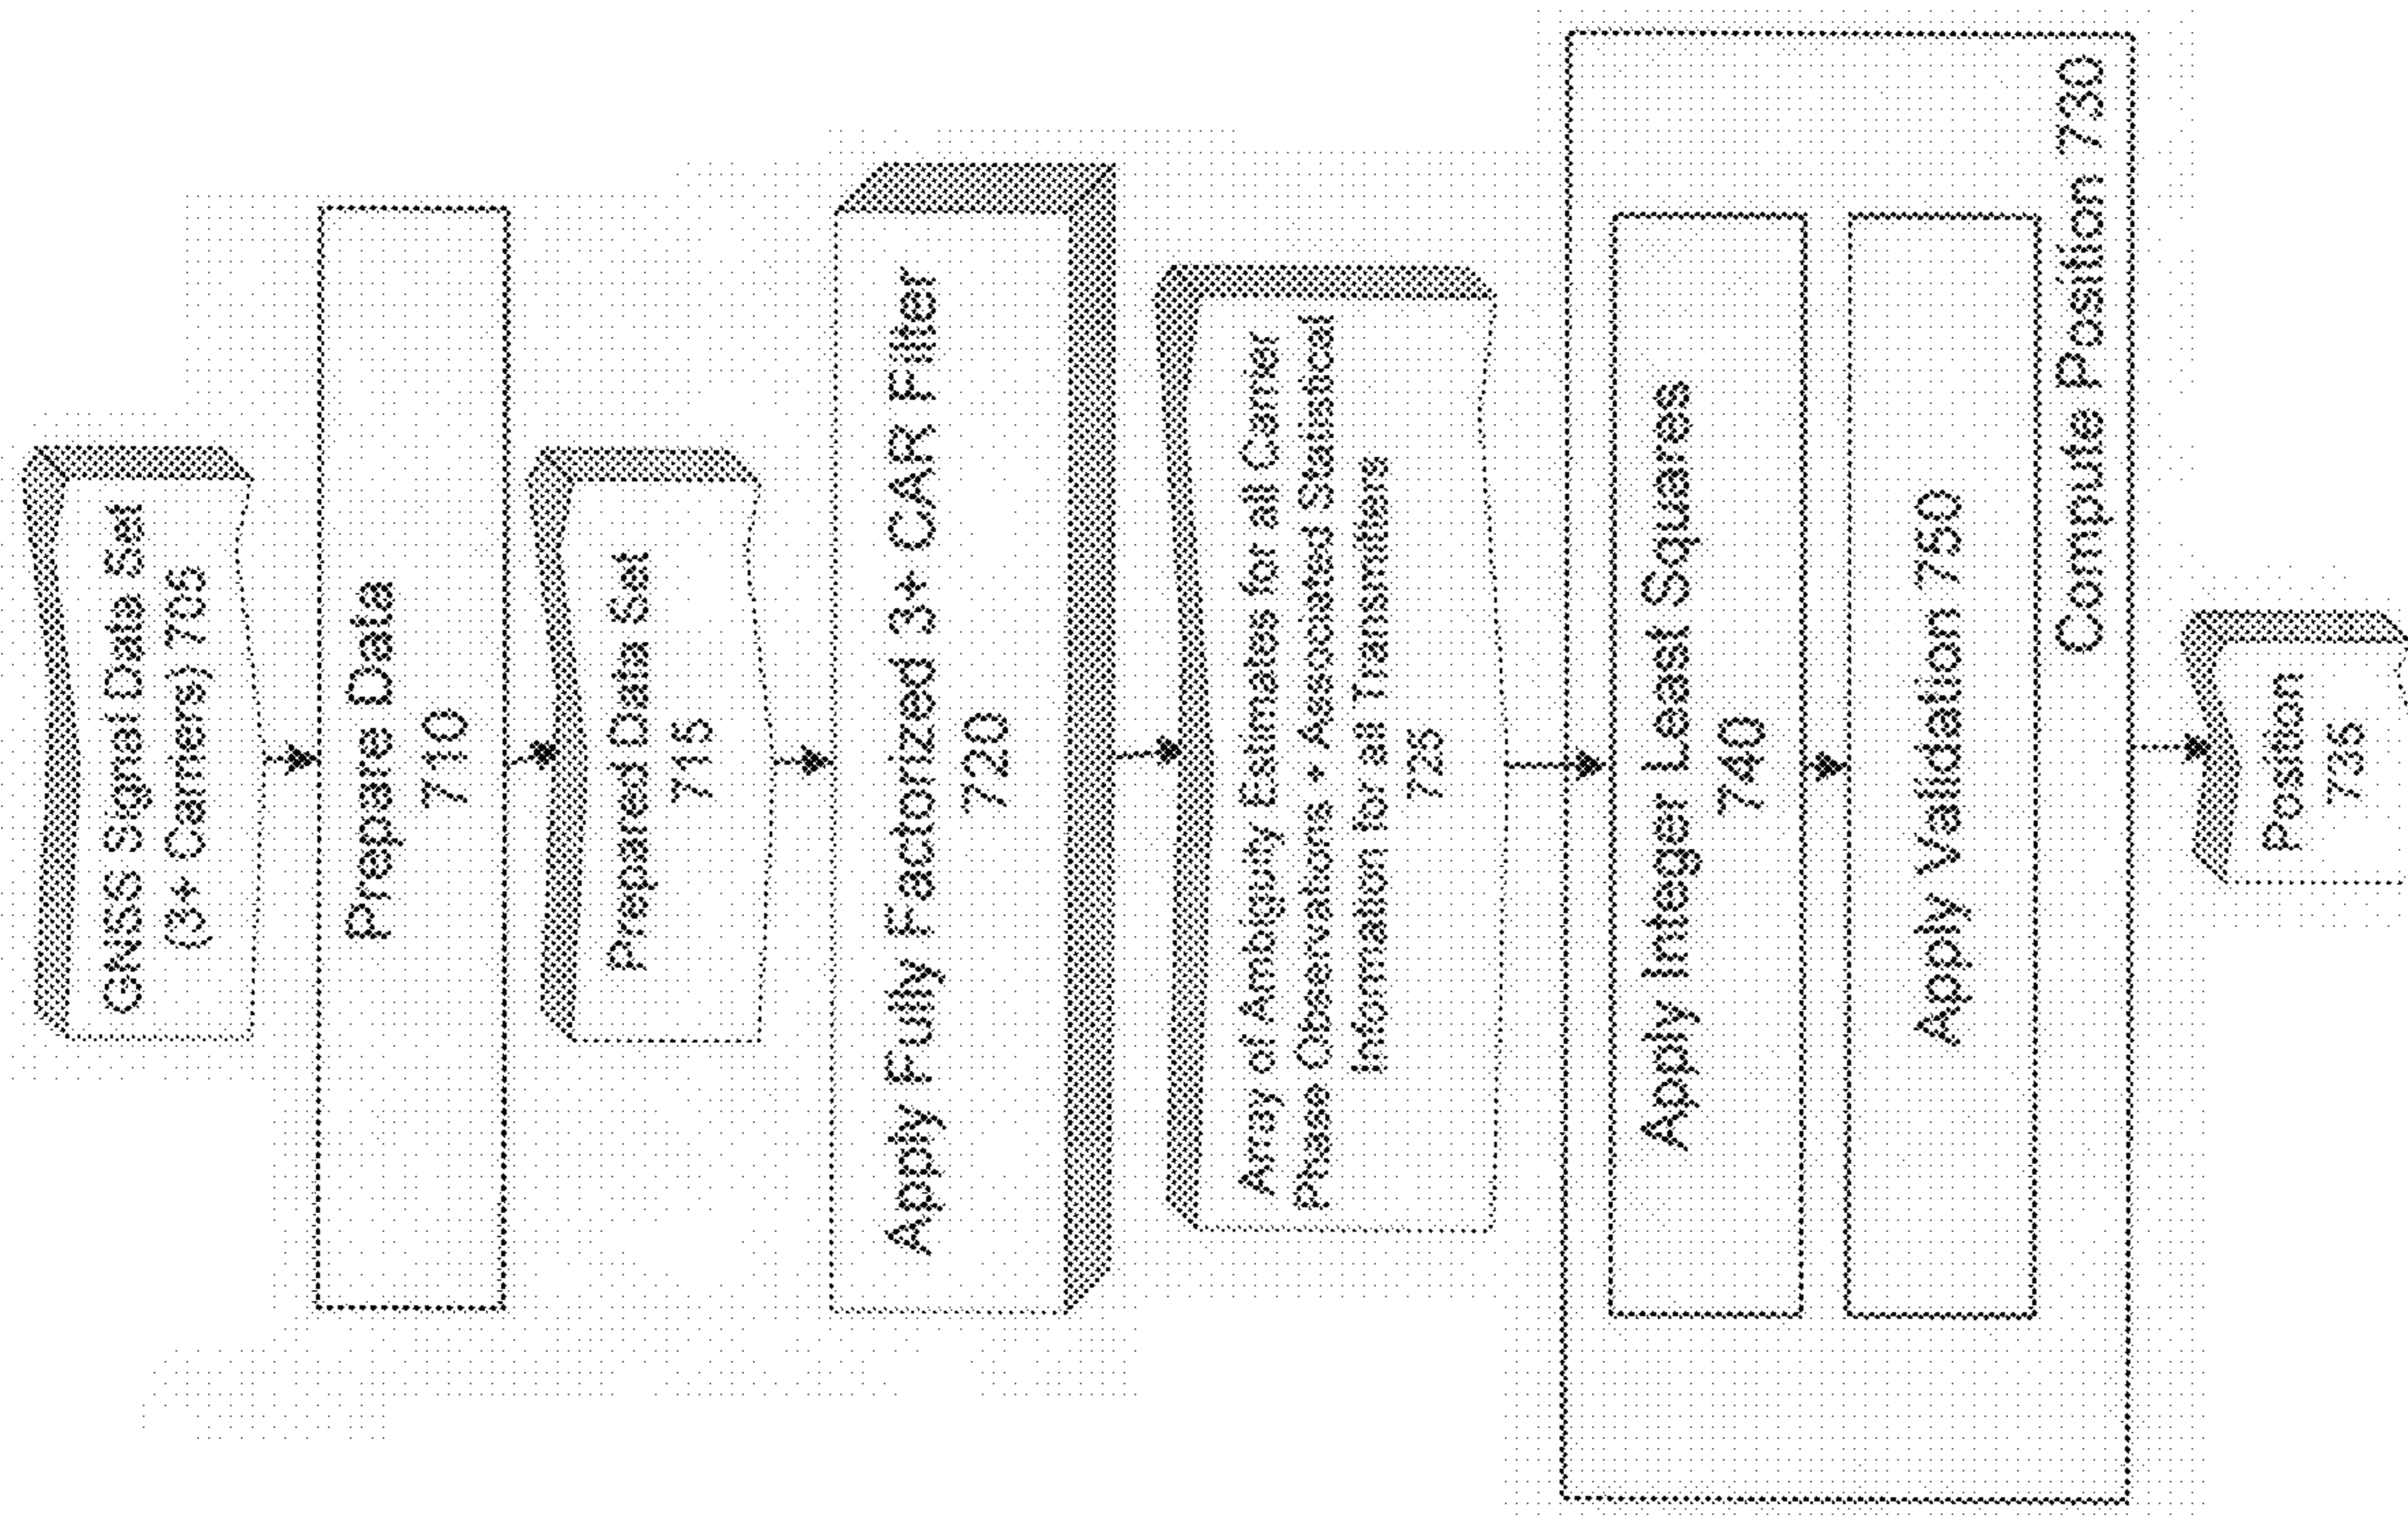 GNSS Signal Data Set
(3+ Carriers) 705
Prepare Data
710
Prepared Data Set
715
Apply Fully Factorized 3+ CAR Filter
720
Array of Ambiguity Estimates for all Carrier
Phase Observations + Associated Statistical
Information for all Transmitters
725
Apply Integer Least Squares
740
Apply Validation 750
Compute Position 730
Position
735